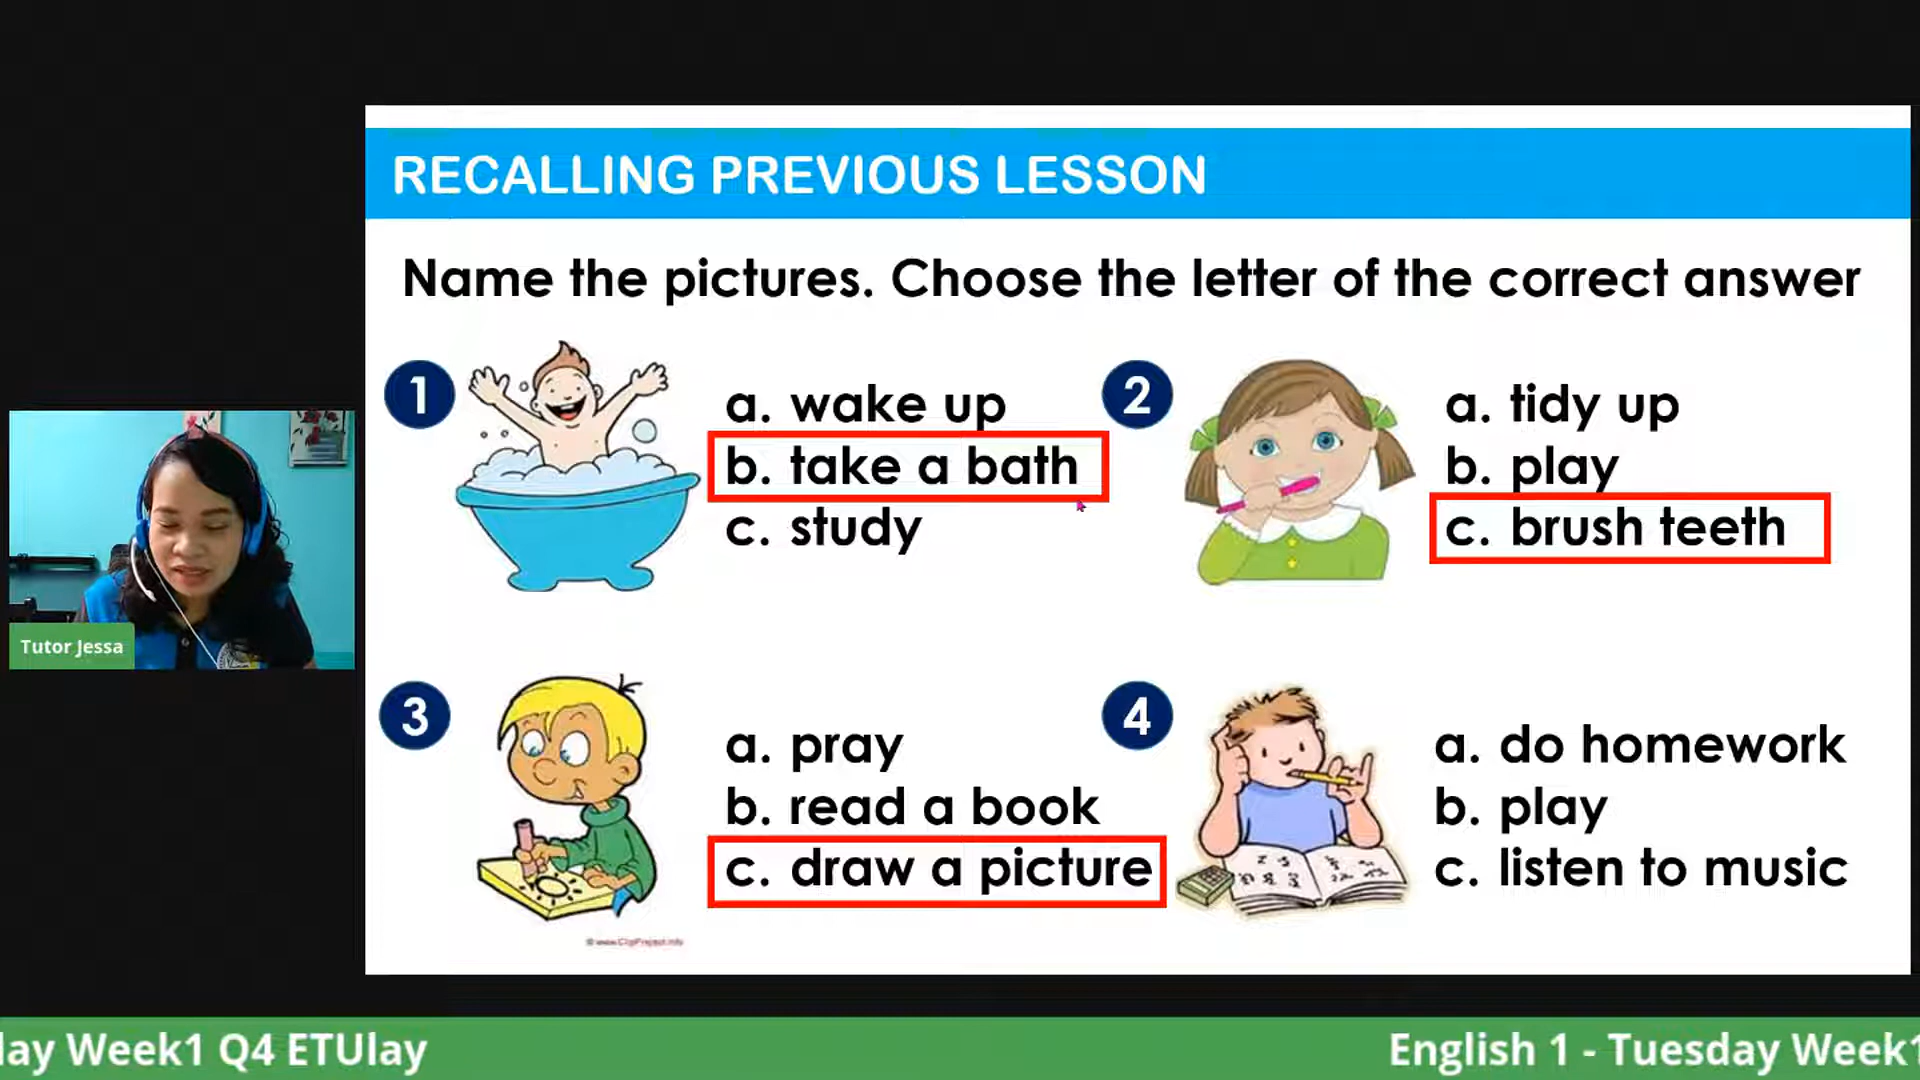 RECALLING PREVIOUS LESSON
Name the pictures. Choose the letter of the correct answer
1
a. wake up
b. take a bath
c. study
2
a. tidy up
b. play
c. brush teeth
3
a. pray
b. read a book
c. draw a picture
4
a. do homework
b. play
c. listen to music
Tutor Jessa
lay Week1 Q4 ETUlay
English 1 - Tuesday Week1